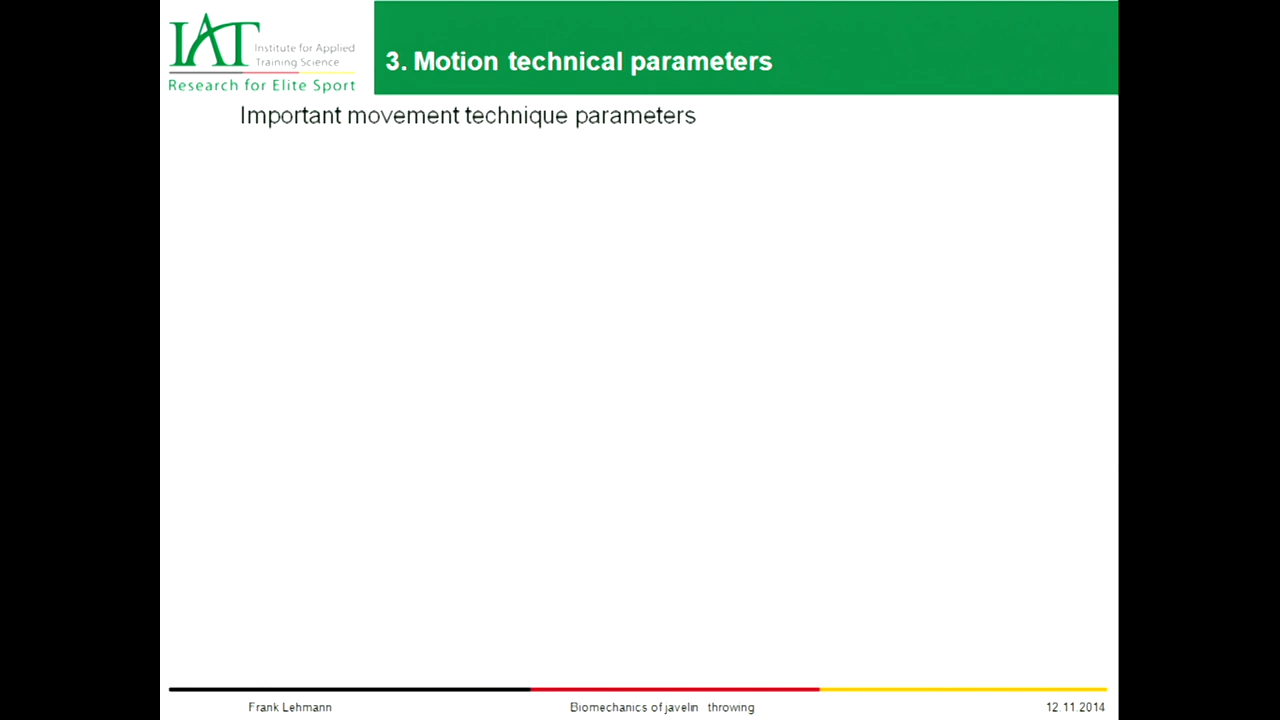 IAT
Institute for Applied
Training Science
Research for Elite Sport
3. Motion technical parameters
Important movement technique parameters
Frank Lehmann
Biomechanics of javelin throwing
12.11.2014